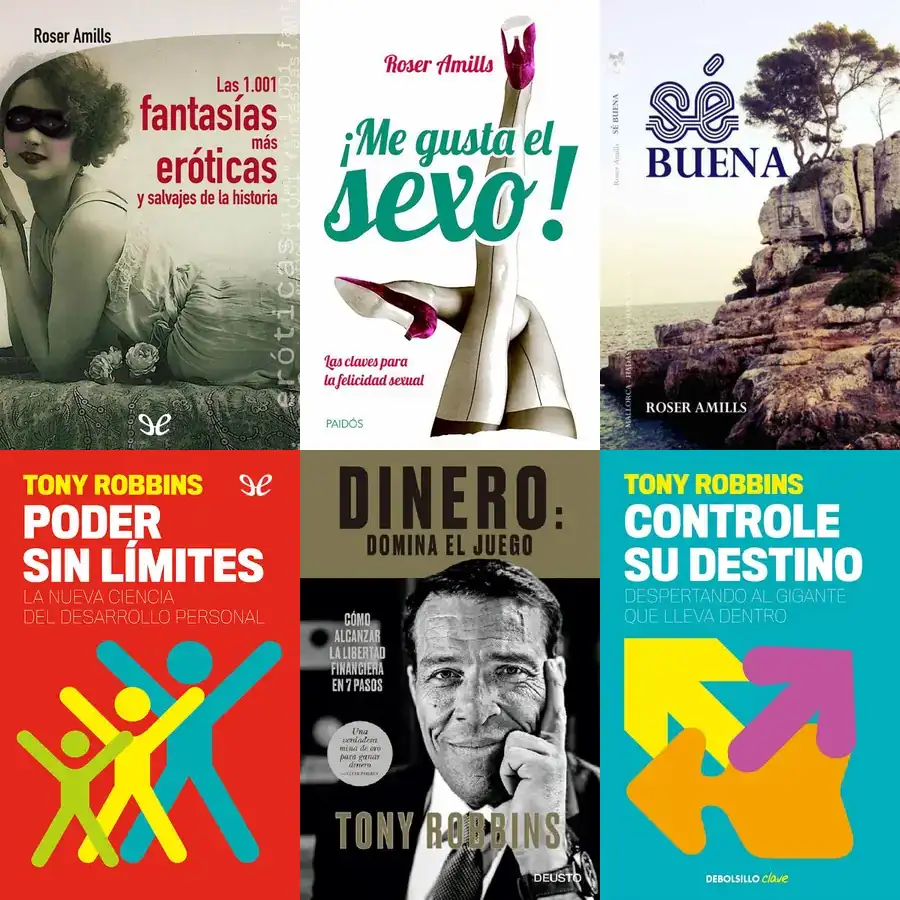 Roser Amills
Las 1.001
fantasías
más
eróticas
y salvajes de la historia
Roser Amills
¡Me gusta el
sexo!
Las claves para
la felicidad sexual
PAIDÓS
Roser Amills SÉ BUENA
sé
BUENA
ROSER AMILLS
TONY ROBBINS
PODER
SIN LÍMITES
LA NUEVA CIENCIA
DEL DESARROLLO PERSONAL
DINERO:
DOMINA EL JUEGO
CÓMO
ALCANZAR
LA LIBERTAD
FINANCIERA
EN 7 PASOS
Una
verdadera
mina de oro
para ganar
dinero
TONY ROBBINS
DEUSTO
TONY ROBBINS
CONTROLE
SU DESTINO
DESPERTANDO AL GIGANTE
QUE LLEVA DENTRO
DEBOLSILLO clave